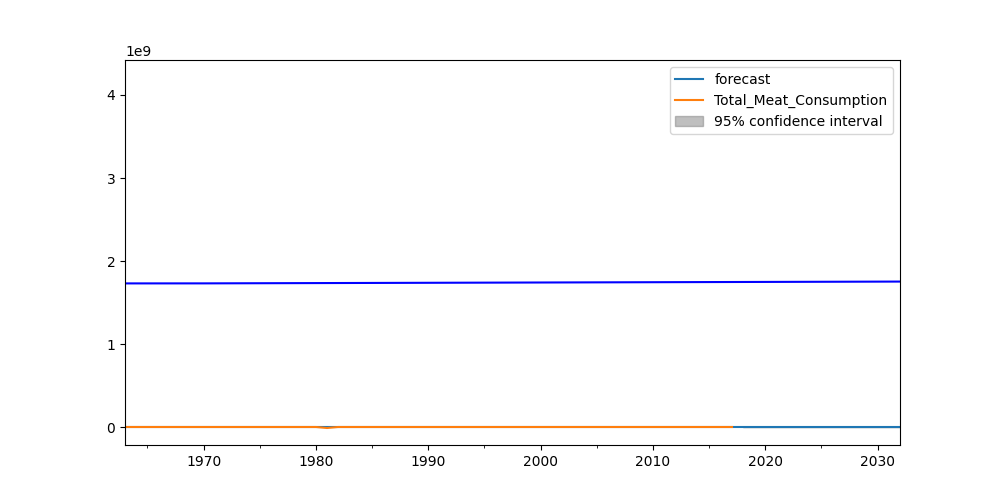 1e9
forecast
Total_Meat_Consumption
95% confidence interval
4
3
2
1
0
1970 1980 1990 2000 2010 2020 2030